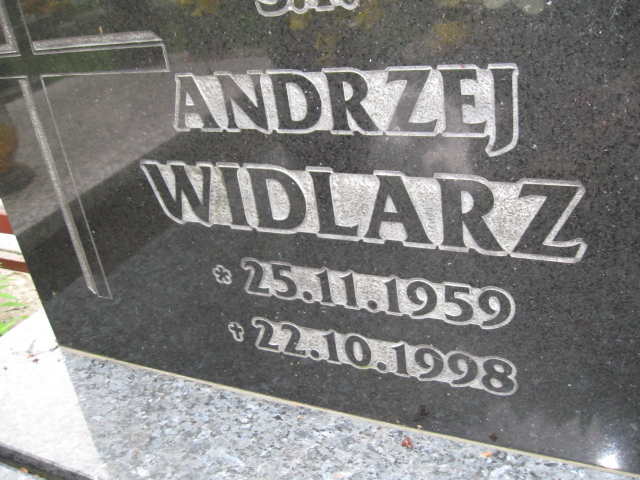 Ś.P.
ANDRZEJ
WIDLARZ
* 25.11.1959
✝ 22.10.1998